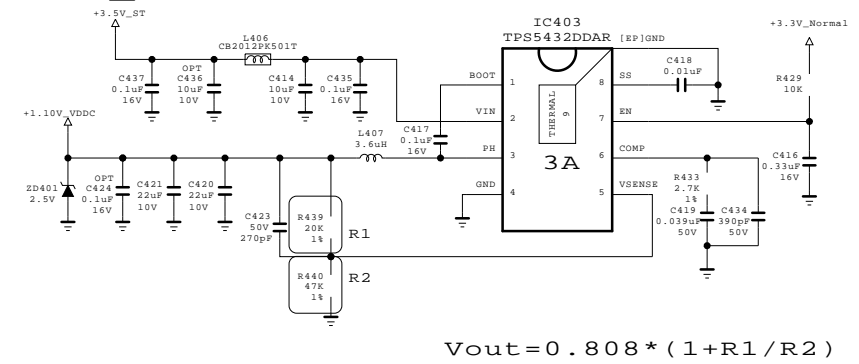 +3.5V_ST
L406
CB2012PK501T
C437
0.1uF
16V
OPT
C436
10uF
10V
C414
10uF
10V
C435
0.1uF
16V
IC403
TPS5432DDAR
[EP]GND
BOOT
1
VIN
2
PH
3
GND
4
THERMAL
9
3A
8
SS
7
EN
6
COMP
5
VSENSE
C418
0.01uF
+3.3V_Normal
R429
10K
C416
0.33uF
16V
R433
2.7K
1%
C419
0.039uF
50V
C434
390pF
50V
+1.10V_VDDC
L407
3.6uH
C417
0.1uF
16V
ZD401
2.5V
OPT
C424
0.1uF
16V
C421
22uF
10V
C420
22uF
10V
C423
50V
270pF
R439
20K
1%
R1
R440
47K
1%
R2
Vout=0.808*(1+R1/R2)